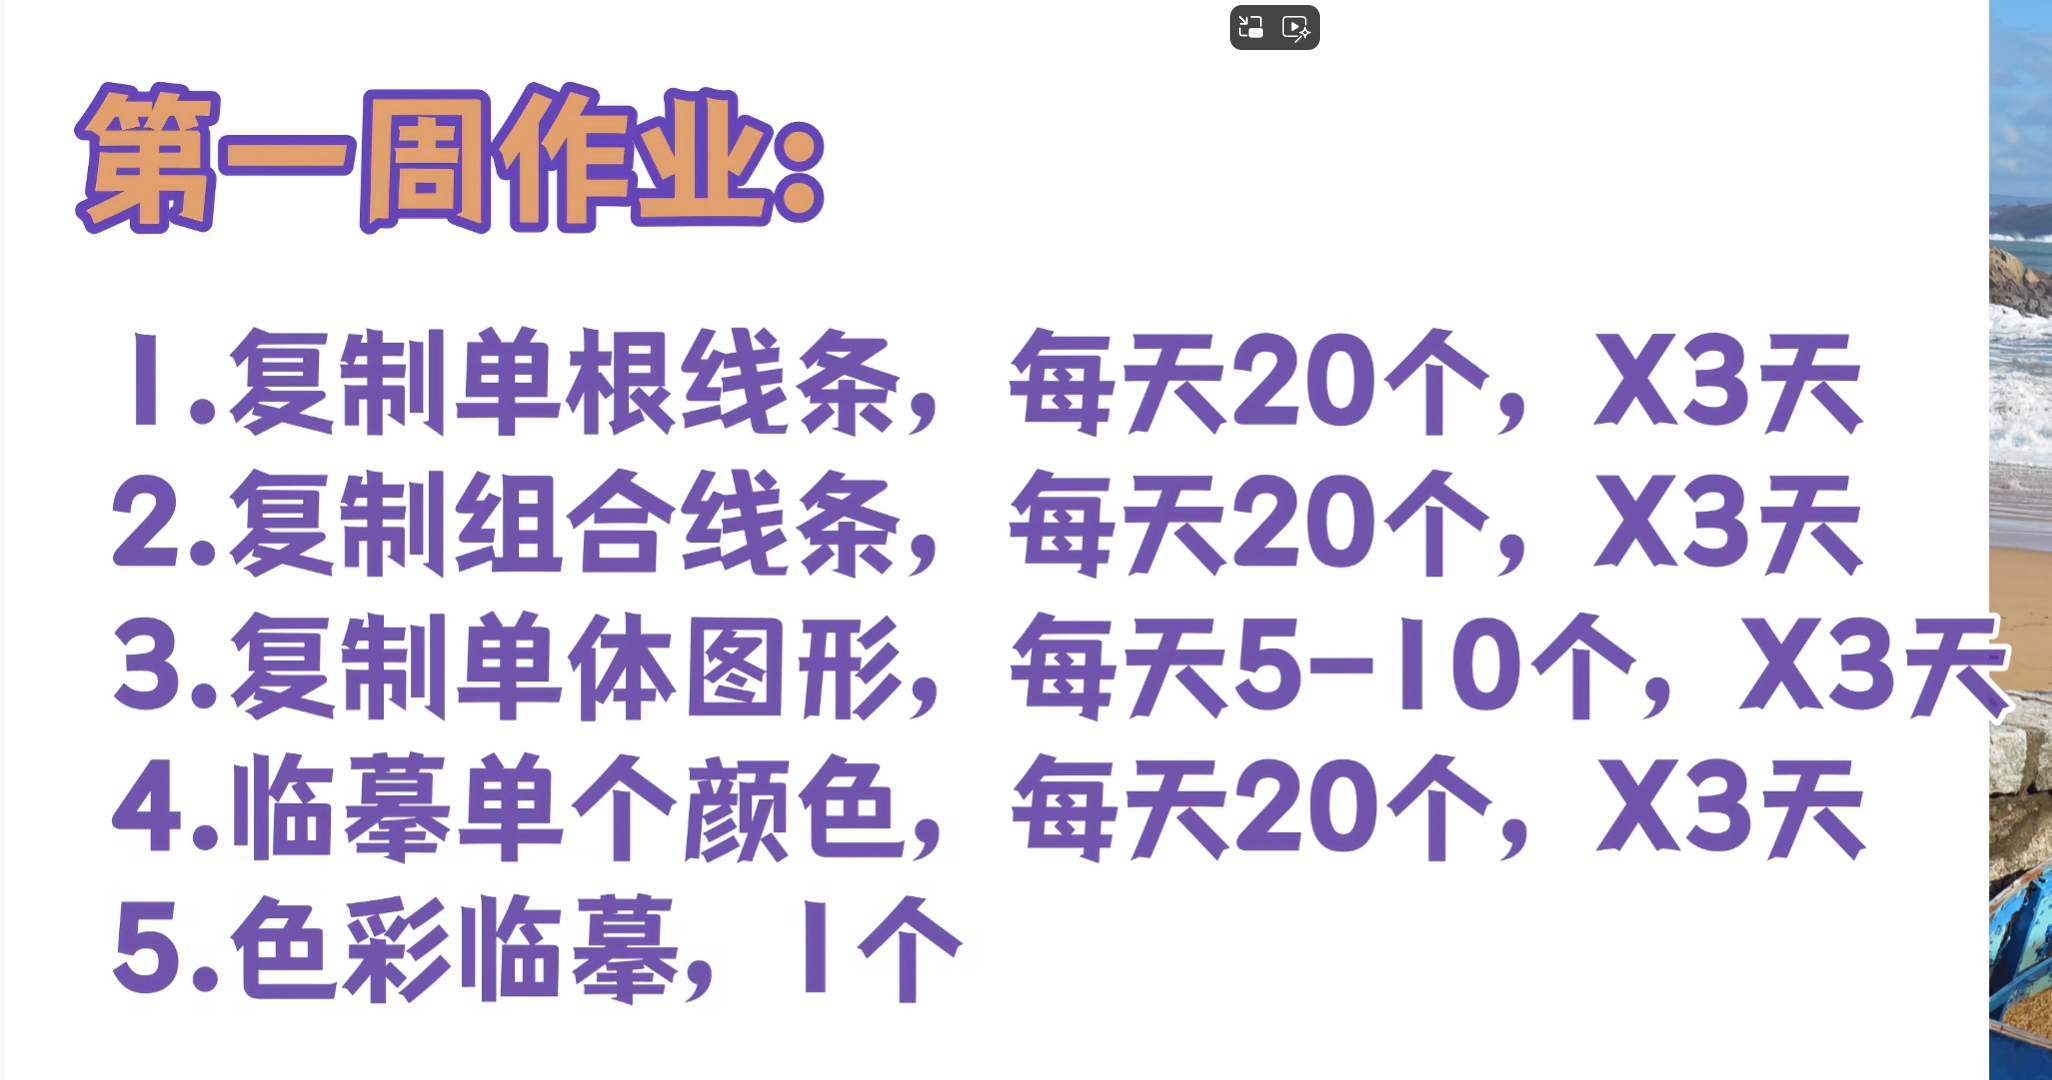 第一周作业：
1.复制单根线条，每天20个，X3天
2.复制组合线条，每天20个，X3天
3.复制单体图形，每天5-10个，X3天
4.临摹单个颜色，每天20个，X3天
5.色彩临摹，1个